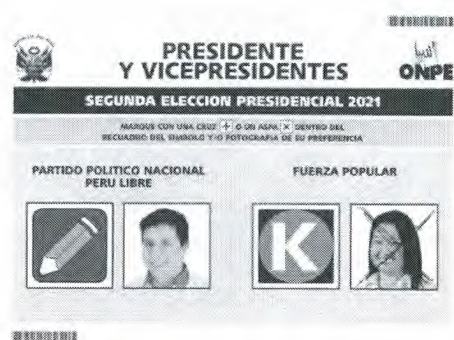 PRESIDENTE
Y VICEPRESIDENTES
ONPE
SEGUNDA ELECCION PRESIDENCIAL 2021
MARQUE CON UNA CRUZ + O UN ASPA X DENTRO DEL
RECUADRO DEL SIMBOLO Y/O FOTOGRAFIA DE SU PREFERENCIA
PARTIDO POLITICO NACIONAL
PERU LIBRE
FUERZA POPULAR
K